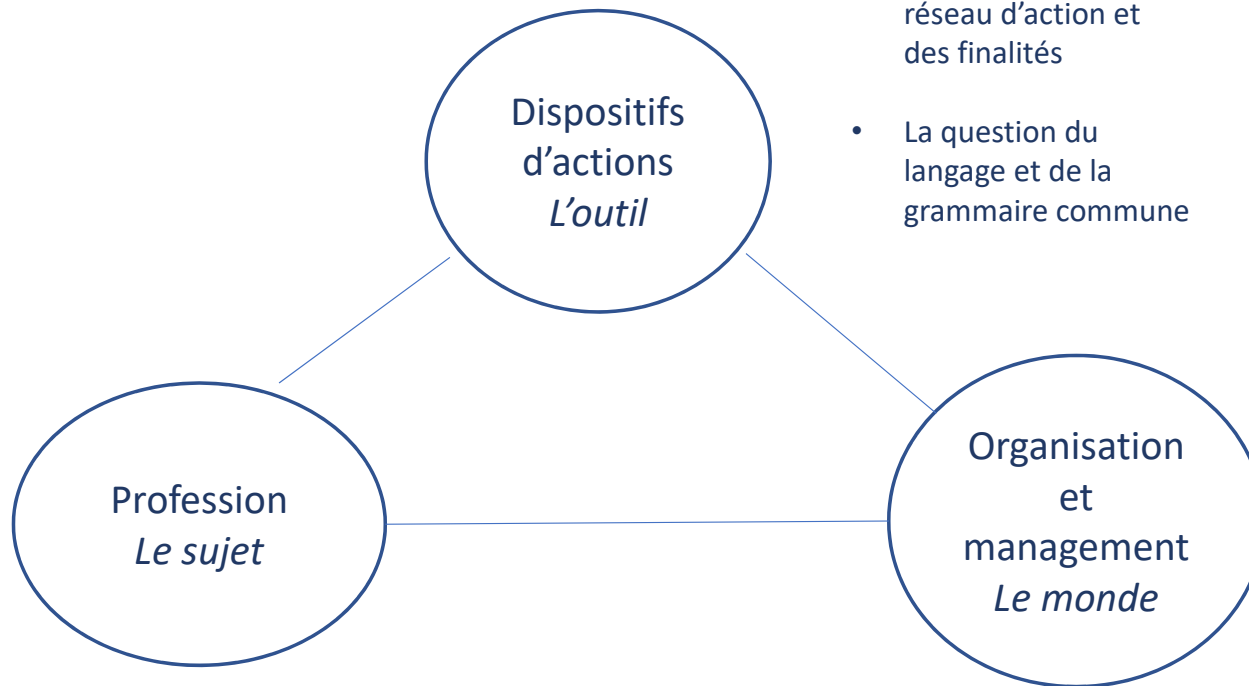 réseau d’action et
des finalités
• La question du
langage et de la
grammaire commune
Dispositifs
d’actions
L’outil
Profession
Le sujet
Organisation
et
management
Le monde